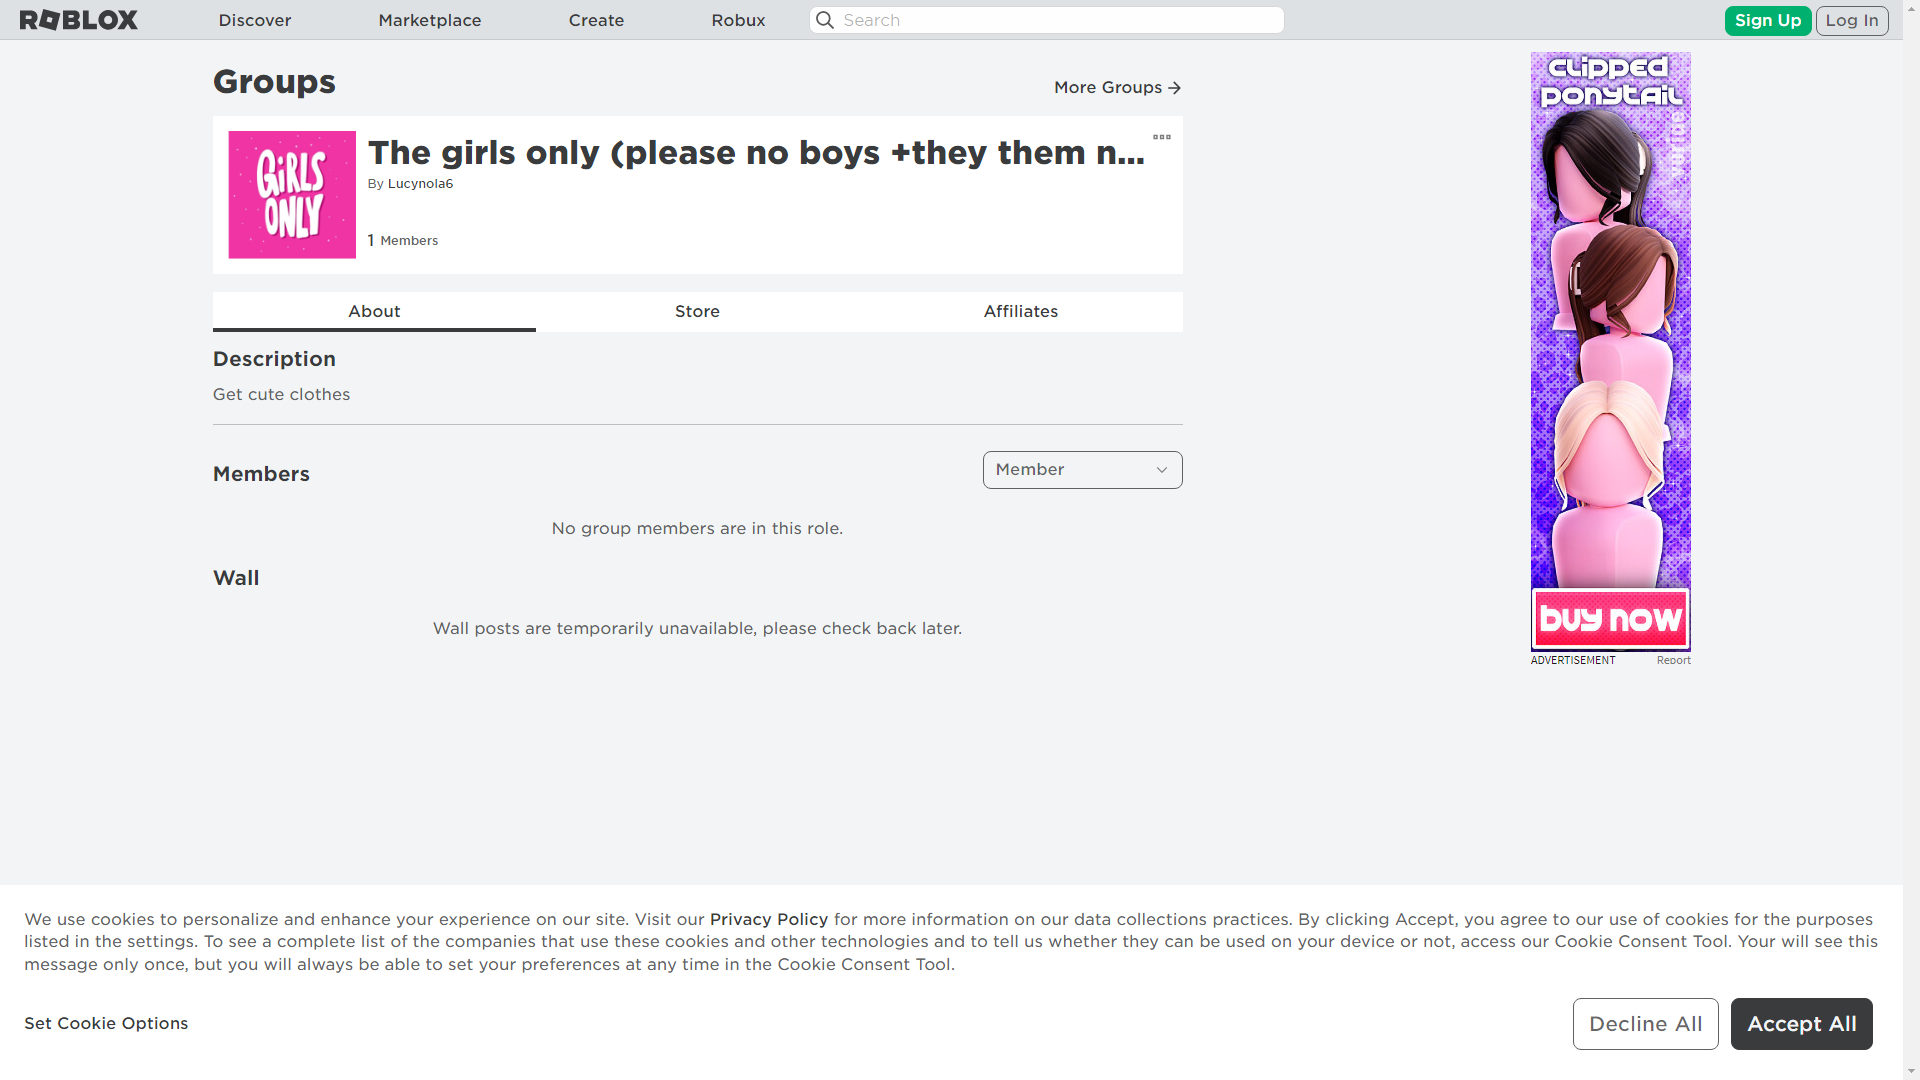 ROBLOX
Discover
Marketplace
Create
Robux
Search
Sign Up
Log In
Groups
More Groups
GiRLS
ONLY
The girls only (please no boys +they them n...
By Lucynola6
1 Members
About
Store
Affiliates
Description
Get cute clothes
Members
Member
No group members are in this role.
Wall
Wall posts are temporarily unavailable, please check back later.
clipped
ponytail
buy now
ADVERTISEMENT
Report
We use cookies to personalize and enhance your experience on our site. Visit our Privacy Policy for more information on our data collections practices. By clicking Accept, you agree to our use of cookies for the purposes
listed in the settings. To see a complete list of the companies that use these cookies and other technologies and to tell us whether they can be used on your device or not, access our Cookie Consent Tool. Your will see this
message only once, but you will always be able to set your preferences at any time in the Cookie Consent Tool.
Set Cookie Options
Decline All
Accept All